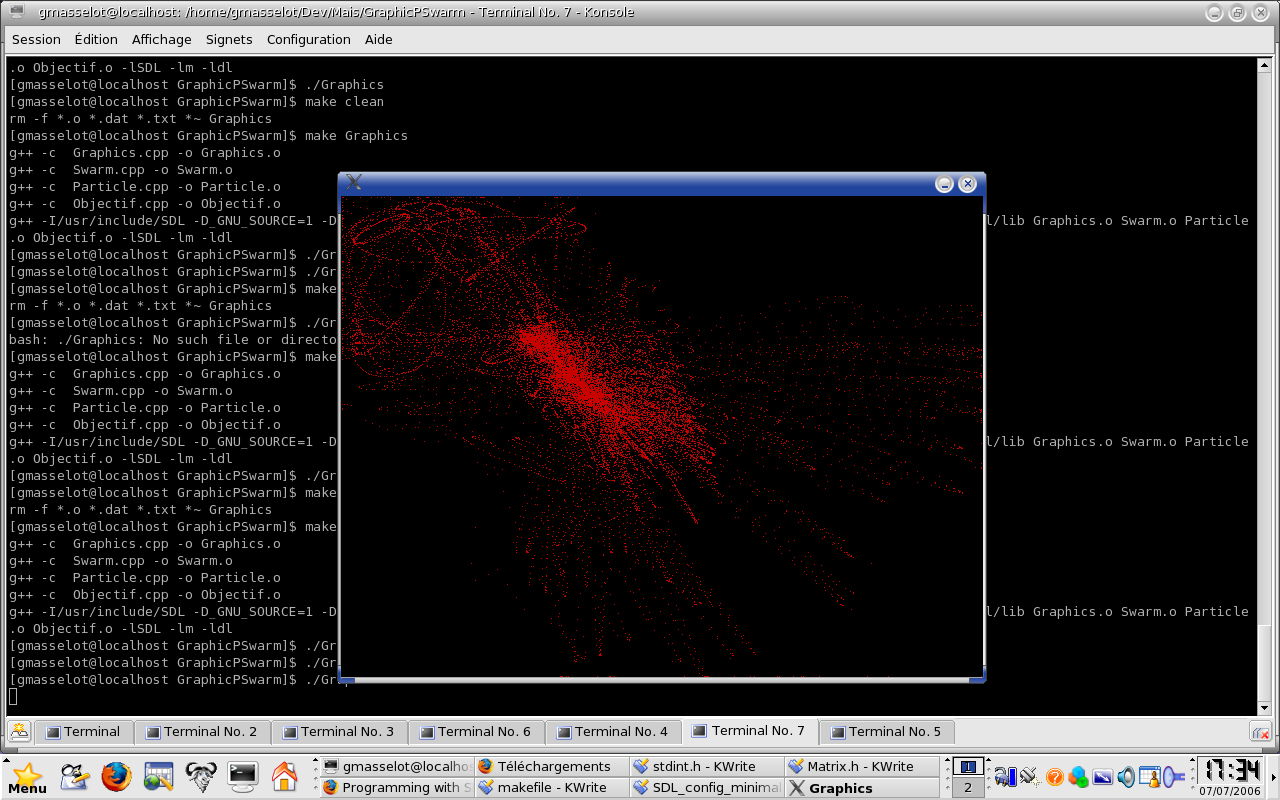 gmasselot@localhost: /home/gmasselot/Dev/Mais/GraphicPSwarm - Terminal No. 7 - Konsole
Session Édition Affichage Signets Configuration Aide
.o Objectif.o -lSDL -lm -ldl
[gmasselot@localhost GraphicPSwarm]$ ./Graphics
[gmasselot@localhost GraphicPSwarm]$ make clean
rm -f *.o *.dat *.txt *~ Graphics
[gmasselot@localhost GraphicPSwarm]$ make Graphics
g++ -c  Graphics.cpp -o Graphics.o
g++ -c  Swarm.cpp -o Swarm.o
g++ -c  Particle.cpp -o Particle.o
g++ -c  Objectif.cpp -o Objectif.o
g++ -I/usr/include/SDL -D_GNU_SOURCE=1 -D l/lib Graphics.o Swarm.o Particle
.o Objectif.o -lSDL -lm -ldl
[gmasselot@localhost GraphicPSwarm]$ ./Gr
[gmasselot@localhost GraphicPSwarm]$ ./Gr
[gmasselot@localhost GraphicPSwarm]$ make
rm -f *.o *.dat *.txt *~ Graphics
[gmasselot@localhost GraphicPSwarm]$ ./Gr
bash: ./Graphics: No such file or directo
[gmasselot@localhost GraphicPSwarm]$ make
g++ -c  Graphics.cpp -o Graphics.o
g++ -c  Swarm.cpp -o Swarm.o
g++ -c  Particle.cpp -o Particle.o
g++ -c  Objectif.cpp -o Objectif.o
g++ -I/usr/include/SDL -D_GNU_SOURCE=1 -D l/lib Graphics.o Swarm.o Particle
.o Objectif.o -lSDL -lm -ldl
[gmasselot@localhost GraphicPSwarm]$ ./Gr
[gmasselot@localhost GraphicPSwarm]$ make
rm -f *.o *.dat *.txt *~ Graphics
[gmasselot@localhost GraphicPSwarm]$ make
g++ -c  Graphics.cpp -o Graphics.o
g++ -c  Swarm.cpp -o Swarm.o
g++ -c  Particle.cpp -o Particle.o
g++ -c  Objectif.cpp -o Objectif.o
g++ -I/usr/include/SDL -D_GNU_SOURCE=1 -D l/lib Graphics.o Swarm.o Particle
.o Objectif.o -lSDL -lm -ldl
[gmasselot@localhost GraphicPSwarm]$ ./Gr
[gmasselot@localhost GraphicPSwarm]$ ./Gr
[gmasselot@localhost GraphicPSwarm]$ ./Gr
Terminal Terminal No. 2 Terminal No. 3 Terminal No. 6 Terminal No. 4 Terminal No. 7 Terminal No. 5
gmasselot@localhos Téléchargements stdint.h - KWrite Matrix.h - KWrite 1 17:34
Menu Programming with S makefile - KWrite SDL_config_minimal Graphics 2 07/07/2006